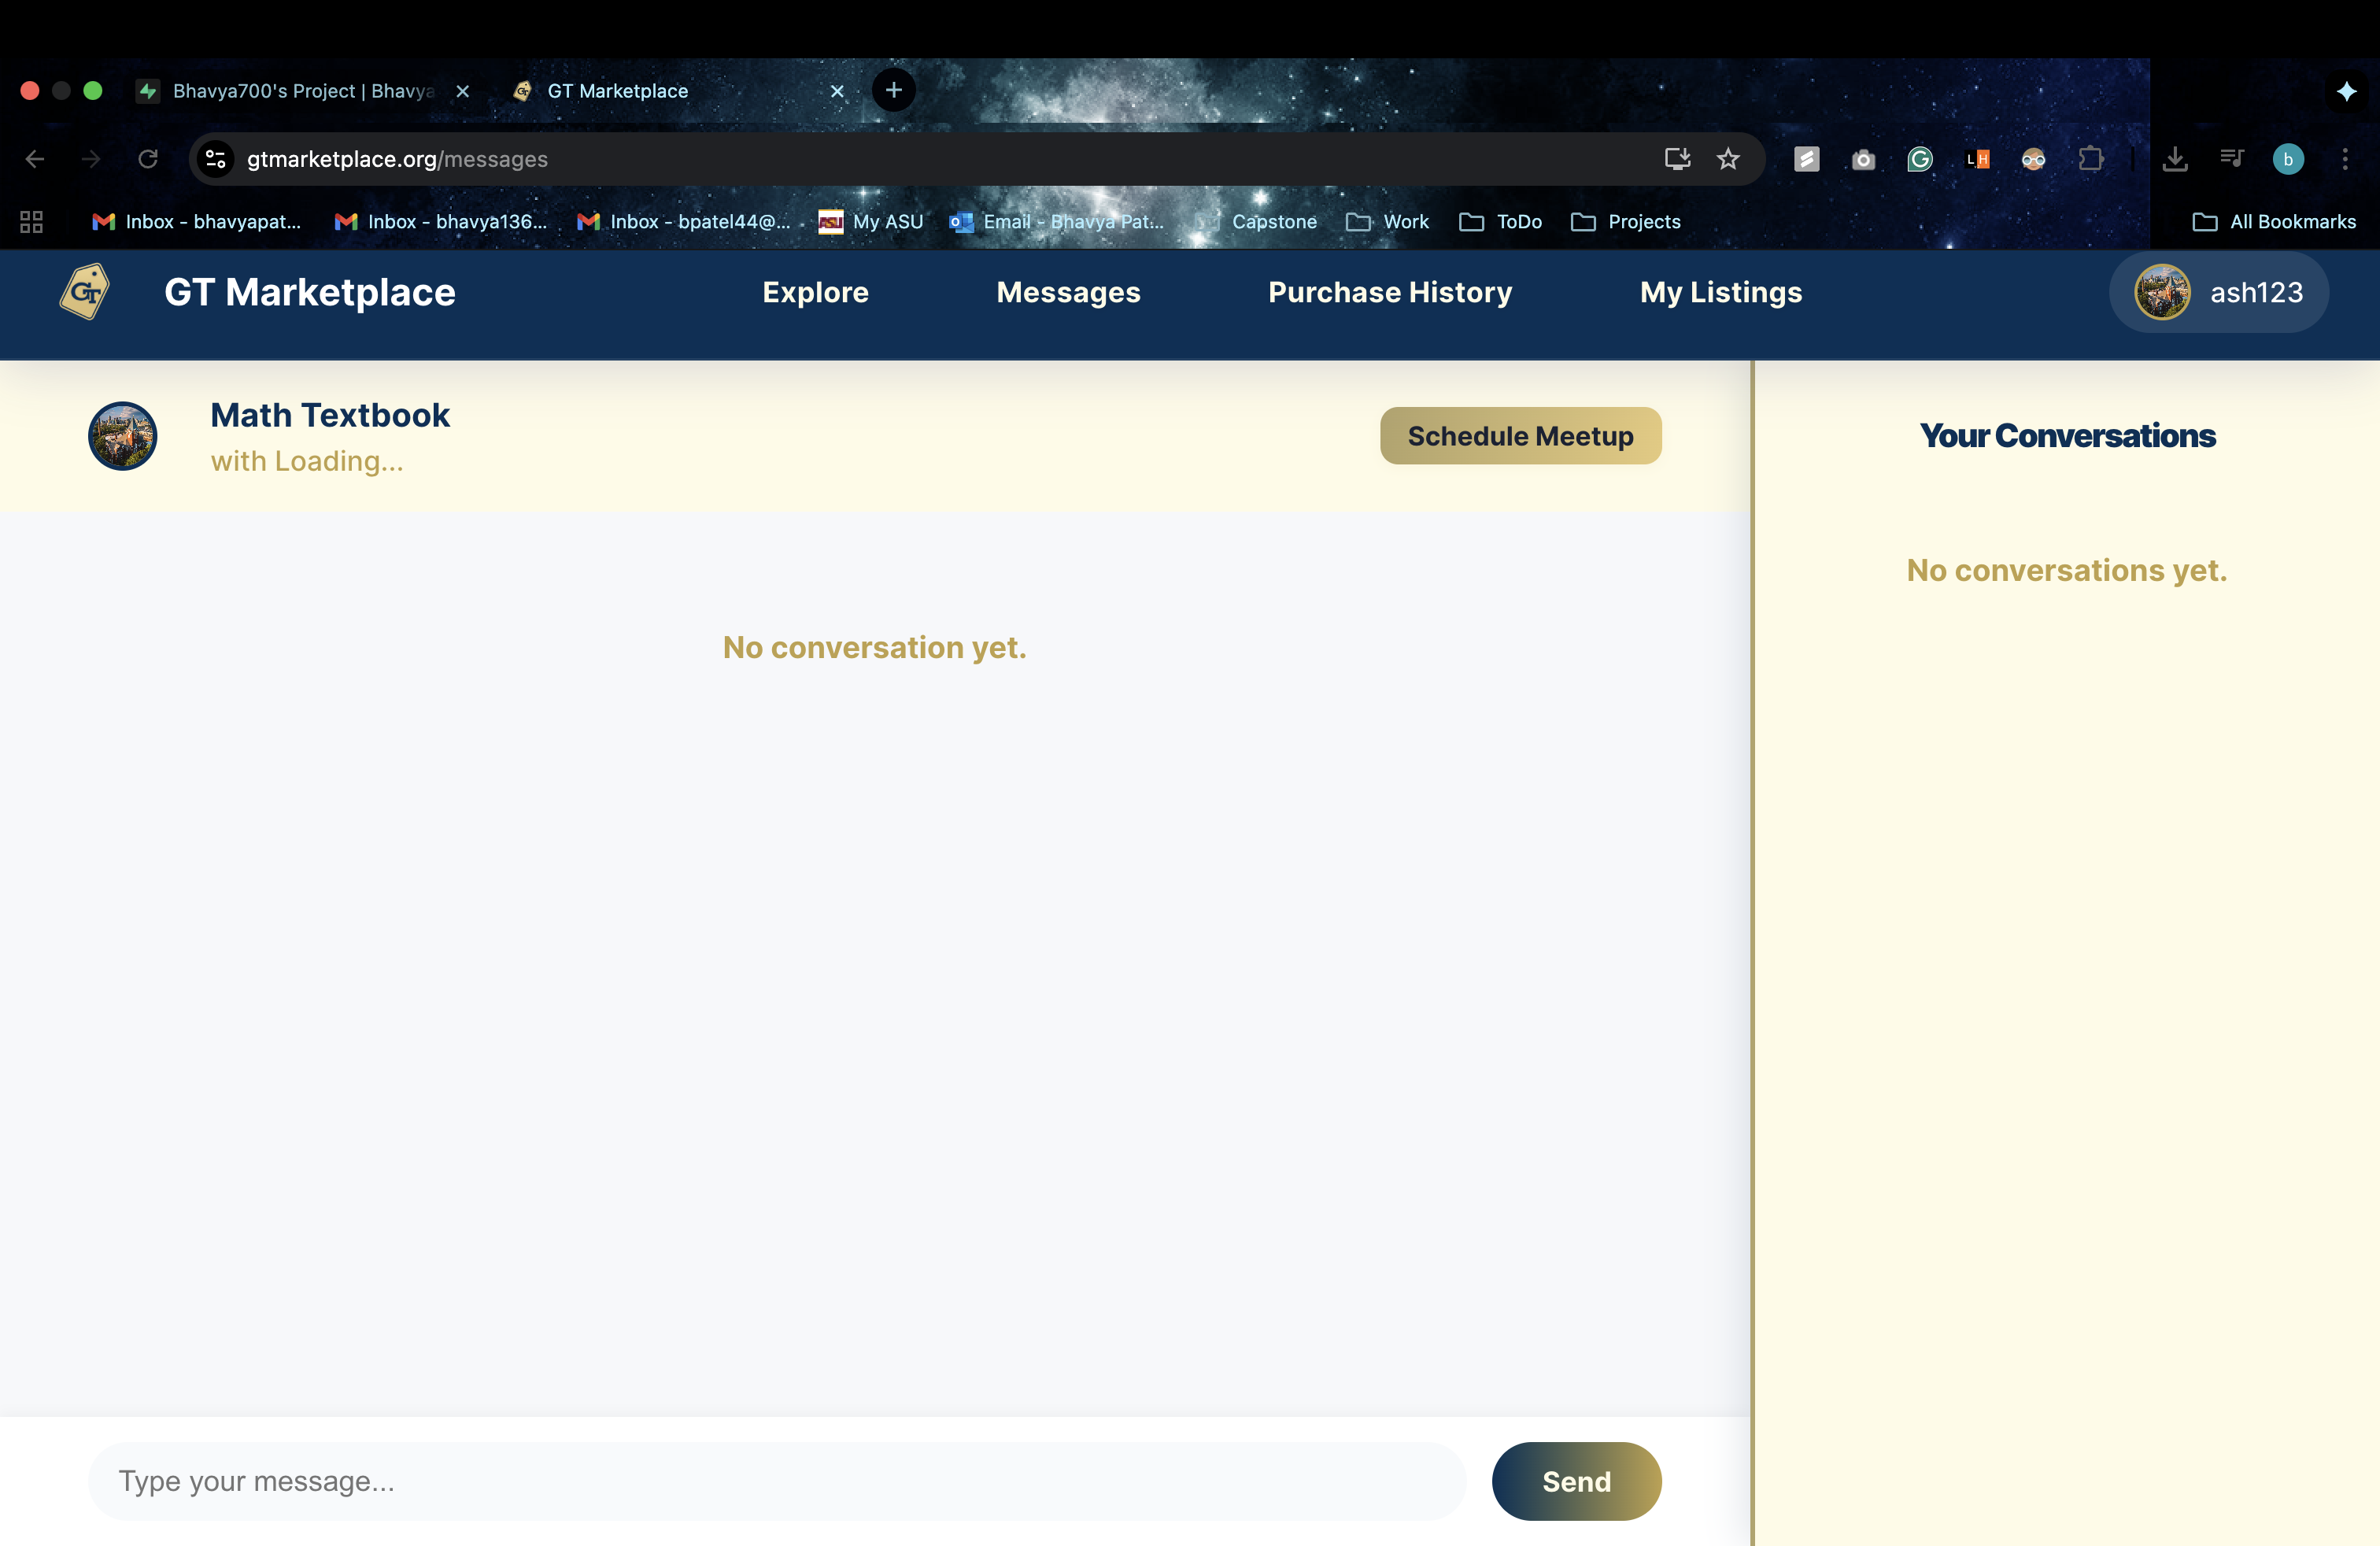 Bhavya700's Project | Bhavya
GT Marketplace
gtmarketplace.org/messages
Inbox - bhavyapat...
Inbox - bhavya136...
Inbox - bpatel44@...
My ASU
Email - Bhavya Pat...
Capstone
Work
ToDo
Projects
All Bookmarks
GT
GT Marketplace
Explore
Messages
Purchase History
My Listings
ash123
Math Textbook
with Loading...
Schedule Meetup
Your Conversations
No conversation yet.
No conversations yet.
Type your message...
Send